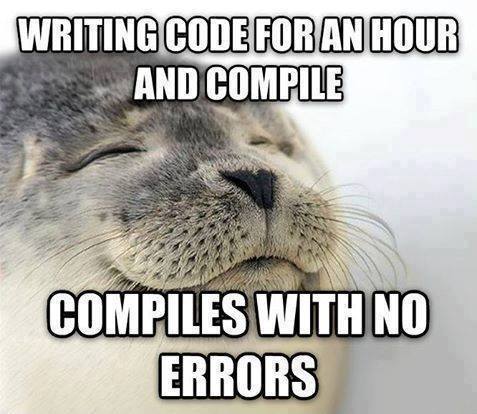 WRITING CODE FOR AN HOUR
AND COMPILE
COMPILES WITH NO
ERRORS